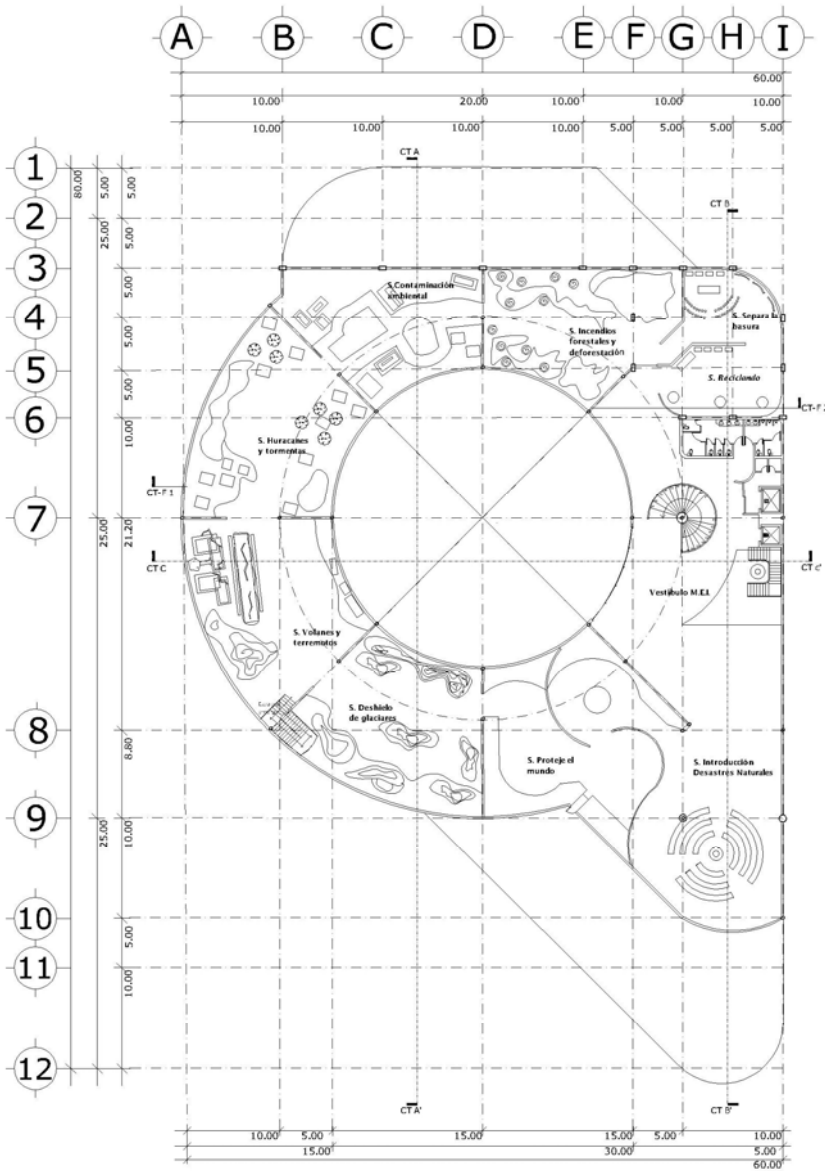 A B C D E F G H I
60.00
10.00 20.00 10.00 10.00 10.00
10.00 10.00 10.00 10.00 5.00 5.00 5.00 5.00
CT A
CT B
1
2
3
4
5
6
7
8
9
10
11
12
80.00
5.00
25.00
25.00
25.00
5.00
5.00
5.00
5.00
5.00
10.00
21.20
8.80
10.00
5.00
10.00
S.Contaminación
ambiental
S. Incendios
forestales y
deforestación
S. Separa la
basura
S. Reciclando
CT-F 2
S. Huracanes
y tormentas
CT-F 1
CT C
CT c'
Vestíbulo M.E.I.
S. Volanes y
terremotos
S. Deshielo
de glaciares
S. Proteje el
mundo
S. Introducción
Desastres Naturales
CT A'
CT B'
10.00 5.00 15.00 15.00 5.00 10.00
15.00 30.00 5.00
60.00